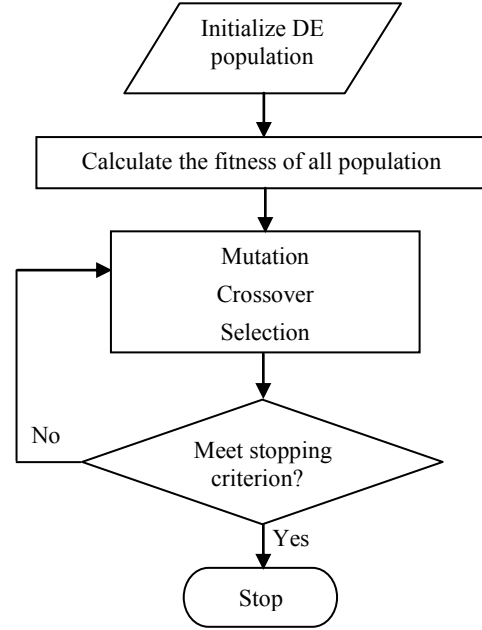 Initialize DE
population
Calculate the fitness of all population
Mutation
Crossover
Selection
No
Meet stopping
criterion?
Yes
Stop